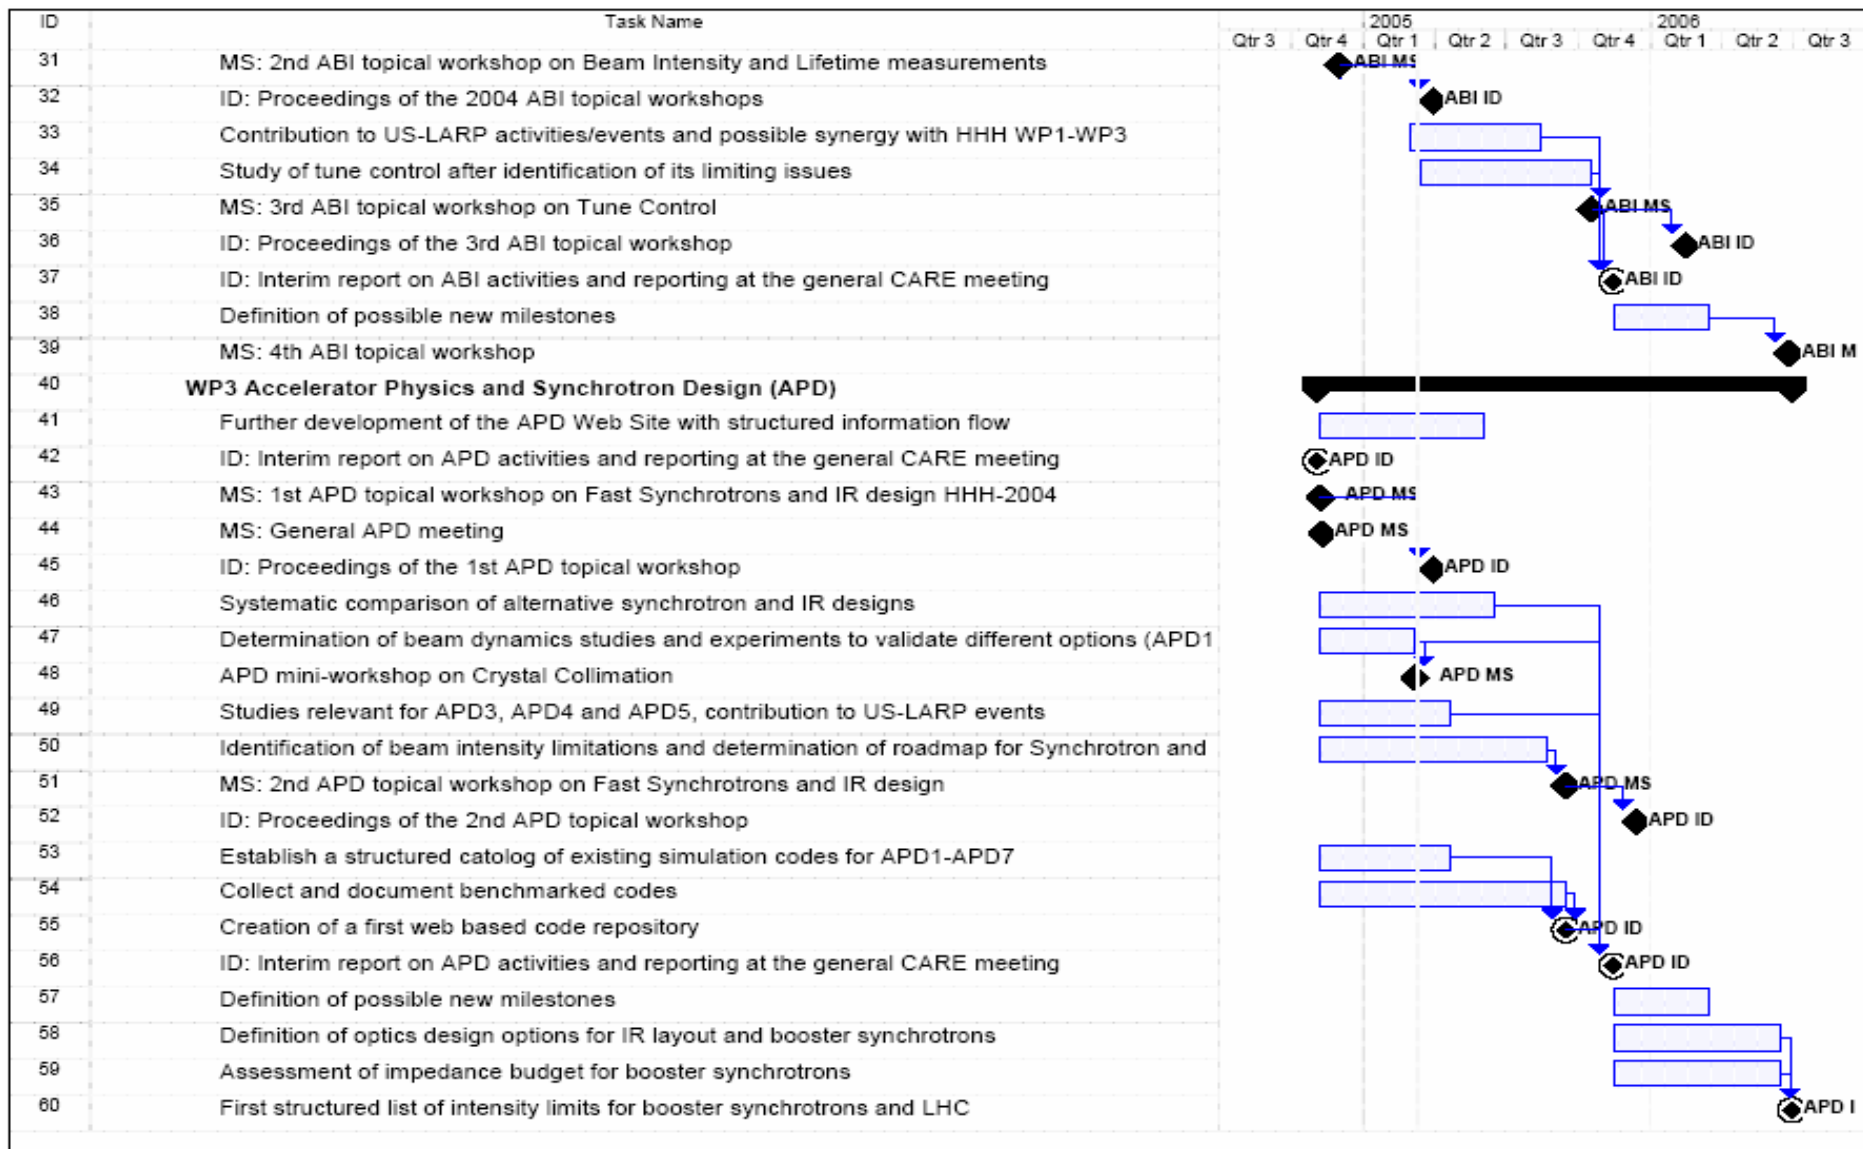 ID Task Name 2005 2006
Qtr 3 Qtr 4 Qtr 1 Qtr 2 Qtr 3 Qtr 4 Qtr 1 Qtr 2 Qtr 3
31 MS: 2nd ABI topical workshop on Beam Intensity and Lifetime measurements ABI MS
32 ID: Proceedings of the 2004 ABI topical workshops ABI ID
33 Contribution to US-LARP activities/events and possible synergy with HHH WP1-WP3
34 Study of tune control after identification of its limiting issues
35 MS: 3rd ABI topical workshop on Tune Control ABI MS
36 ID: Proceedings of the 3rd ABI topical workshop ABI ID
37 ID: Interim report on ABI activities and reporting at the general CARE meeting ABI ID
38 Definition of possible new milestones
39 MS: 4th ABI topical workshop ABI M
40 WP3 Accelerator Physics and Synchrotron Design (APD)
41 Further development of the APD Web Site with structured information flow
42 ID: Interim report on APD activities and reporting at the general CARE meeting APD ID
43 MS: 1st APD topical workshop on Fast Synchrotrons and IR design HHH-2004 APD MS
44 MS: General APD meeting APD MS
45 ID: Proceedings of the 1st APD topical workshop APD ID
46 Systematic comparison of alternative synchrotron and IR designs
47 Determination of beam dynamics studies and experiments to validate different options (APD1
48 APD mini-workshop on Crystal Collimation APD MS
49 Studies relevant for APD3, APD4 and APD5, contribution to US-LARP events
50 Identification of beam intensity limitations and determination of roadmap for Synchrotron and
51 MS: 2nd APD topical workshop on Fast Synchrotrons and IR design APD MS
52 ID: Proceedings of the 2nd APD topical workshop APD ID
53 Establish a structured catolog of existing simulation codes for APD1-APD7
54 Collect and document benchmarked codes
55 Creation of a first web based code repository APD ID
56 ID: Interim report on APD activities and reporting at the general CARE meeting APD ID
57 Definition of possible new milestones
58 Definition of optics design options for IR layout and booster synchrotrons
59 Assessment of impedance budget for booster synchrotrons
60 First structured list of intensity limits for booster synchrotrons and LHC APD I